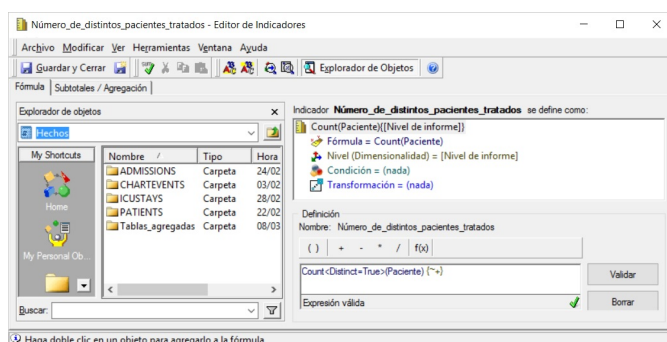 Número_de_distintos_pacientes_tratados - Editor de Indicadores
Archivo Modificar Ver Herramientas Ventana Ayuda
Guardar y Cerrar Explorador de Objetos
Fórmula Subtotales / Agregación
Explorador de objetos
Hechos
My Shortcuts
Home
My Personal Ob...
Nombre / Tipo Hora
ADMISSIONS Carpeta 24/02
CHARTEVENTS Carpeta 03/02
ICUSTAYS Carpeta 28/02
PATIENTS Carpeta 22/02
Tablas_agregadas Carpeta 08/03
Buscar:
Indicador Número_de_distintos_pacientes_tratados se define como:
Count(Paciente){[Nivel de informe]}
Fórmula = Count(Paciente)
Nivel (Dimensionalidad) = [Nivel de informe]
Condición = (nada)
Transformación = (nada)
Definición
Nombre: Número_de_distintos_pacientes_tratados
( ) + - * / f(x)
Count<Distinct=True>(Paciente) {~+}
Validar
Expresión válida
Borrar
Haga doble clic en un objeto para agregarlo a la fórmula